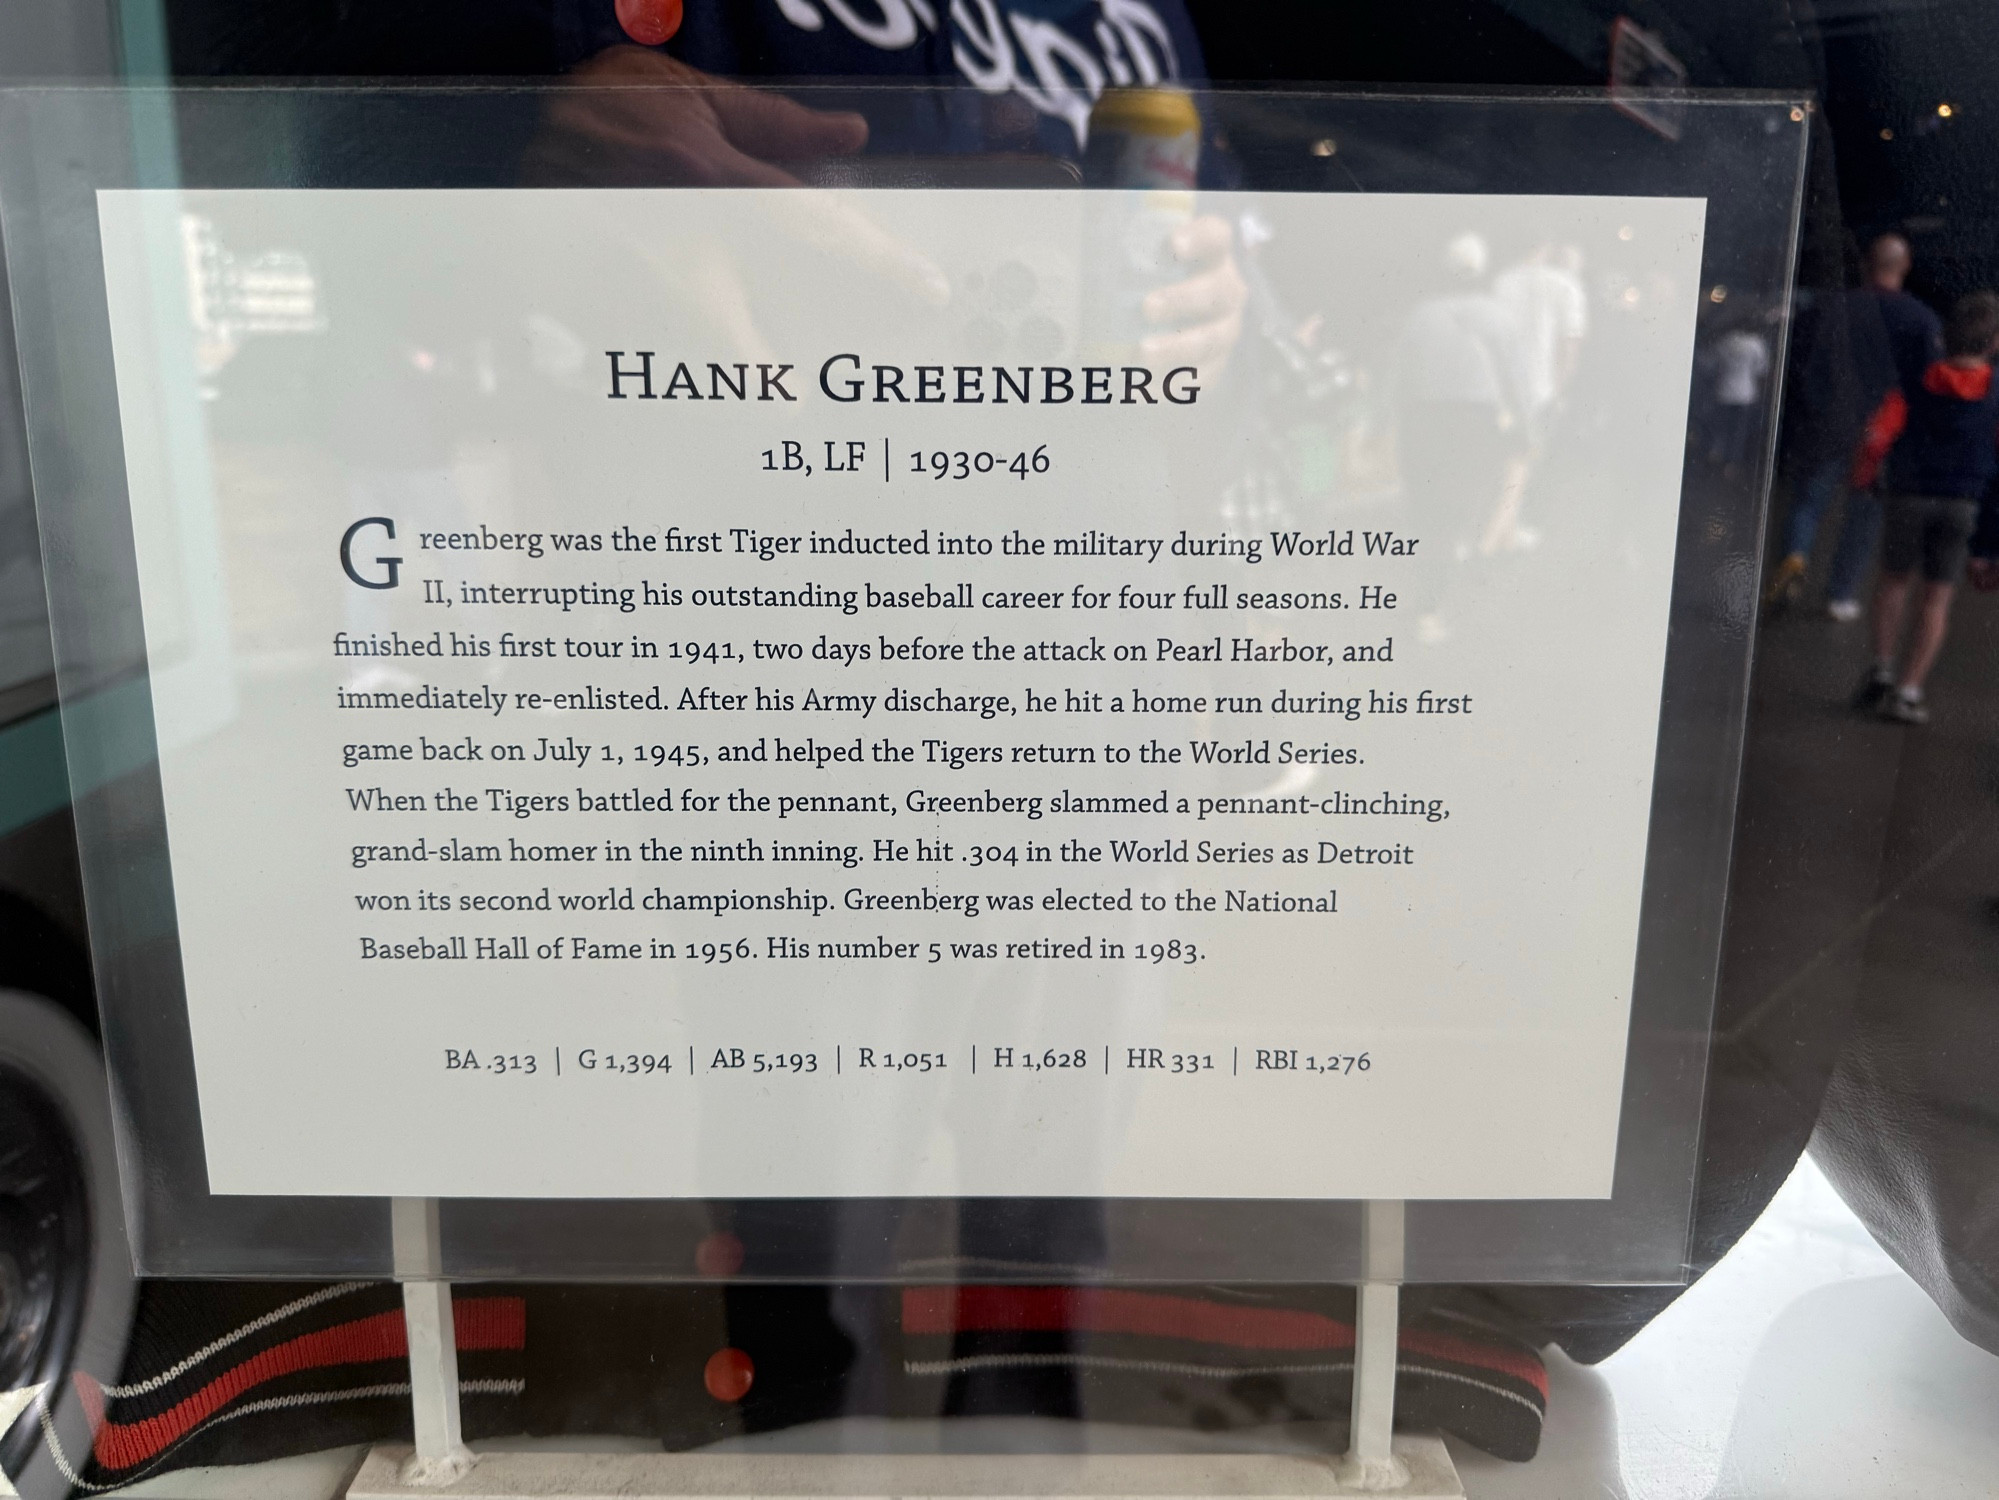 HANK GREENBERG
1B, LF | 1930-46
Greenberg was the first Tiger inducted into the military during World War
II, interrupting his outstanding baseball career for four full seasons. He
finished his first tour in 1941, two days before the attack on Pearl Harbor, and
immediately re-enlisted. After his Army discharge, he hit a home run during his first
game back on July 1, 1945, and helped the Tigers return to the World Series.
When the Tigers battled for the pennant, Greenberg slammed a pennant-clinching,
grand-slam homer in the ninth inning. He hit .304 in the World Series as Detroit
won its second world championship. Greenberg was elected to the National
Baseball Hall of Fame in 1956. His number 5 was retired in 1983.
BA .313 | G 1,394 | AB 5,193 | R 1,051 | H 1,628 | HR 331 | RBI 1,276